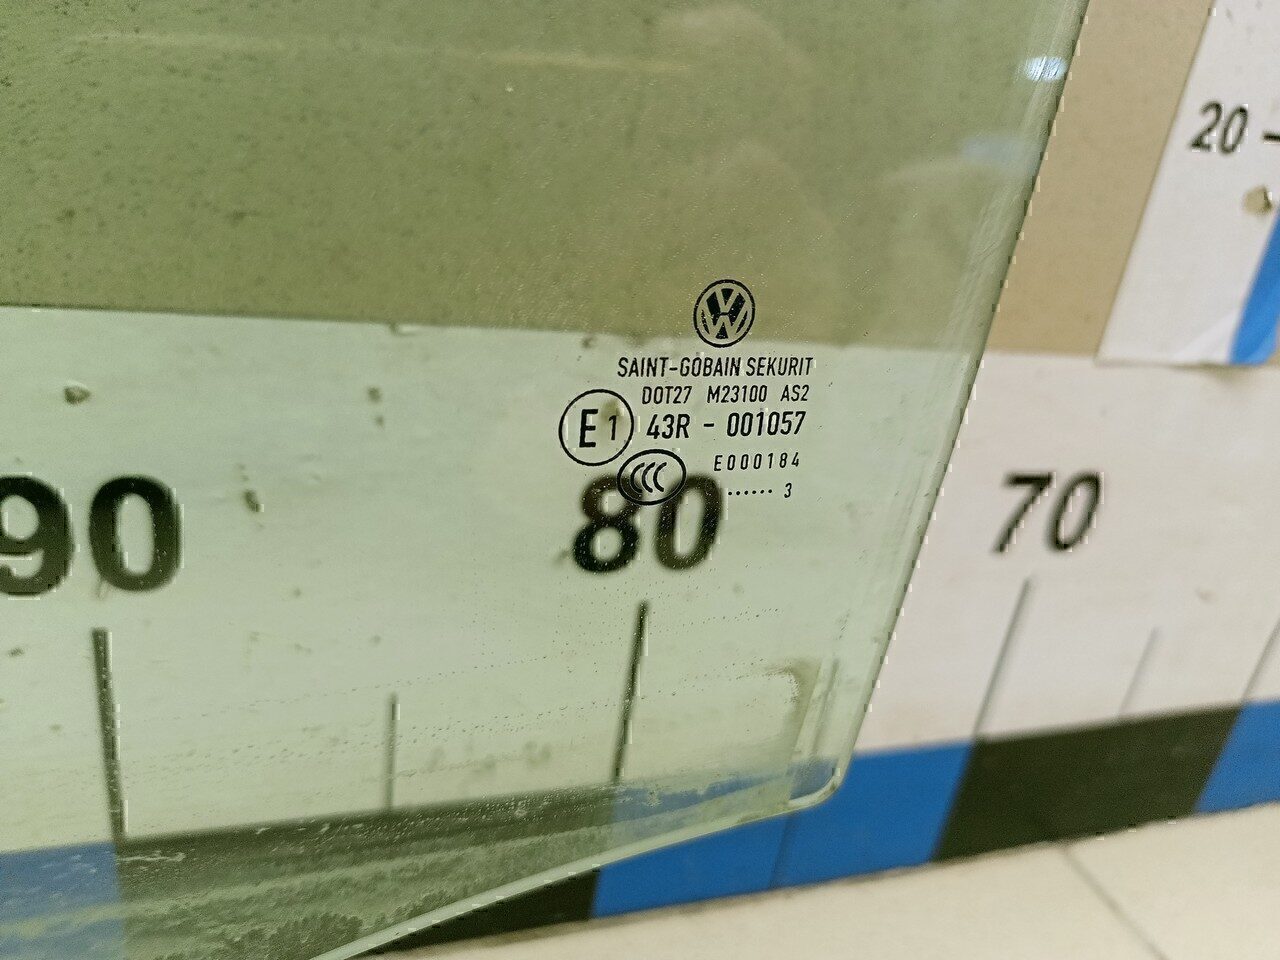 20 -
VW
SAINT-GOBAIN SEKURIT
DOT27 M23100 AS2
E1 43R - 001057
E000184
CCC
...... 3
90 80 70